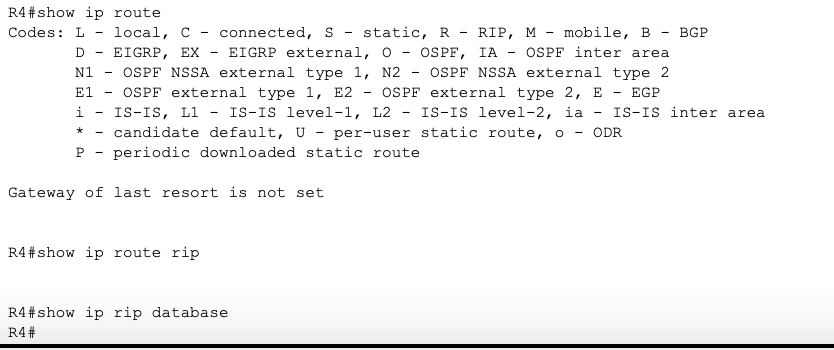 R4#show ip route
Codes: L - local, C - connected, S - static, R - RIP, M - mobile, B - BGP
D - EIGRP, EX - EIGRP external, O - OSPF, IA - OSPF inter area
N1 - OSPF NSSA external type 1, N2 - OSPF NSSA external type 2
E1 - OSPF external type 1, E2 - OSPF external type 2, E - EGP
i - IS-IS, L1 - IS-IS level-1, L2 - IS-IS level-2, ia - IS-IS inter area
* - candidate default, U - per-user static route, o - ODR
P - periodic downloaded static route
Gateway of last resort is not set
R4#show ip route rip
R4#show ip rip database
R4#